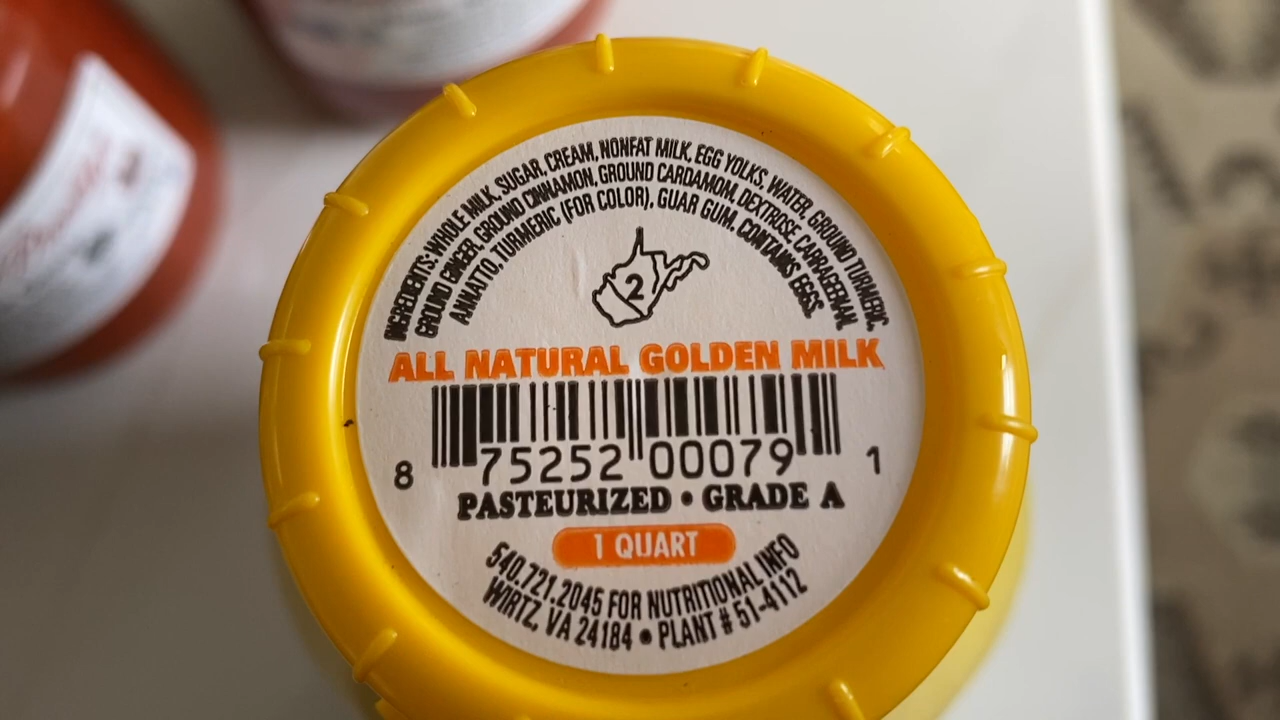 INGREDIENTS: WHOLE MILK, SUGAR, CREAM, NONFAT MILK, EGG YOLKS, WATER, GROUND TURMERIC,
GROUND GINGER, GROUND CINNAMON, GROUND CARDAMOM, DEXTROSE, CARRAGEENAN,
ANNATTO, TURMERIC (FOR COLOR), GUAR GUM. CONTAINS EGGS.
2
ALL NATURAL GOLDEN MILK
8 75252 00079 1
PASTEURIZED • GRADE A
1 QUART
540.721.2045 FOR NUTRITIONAL INFO
WIRTZ, VA 24184 • PLANT # 51-4112